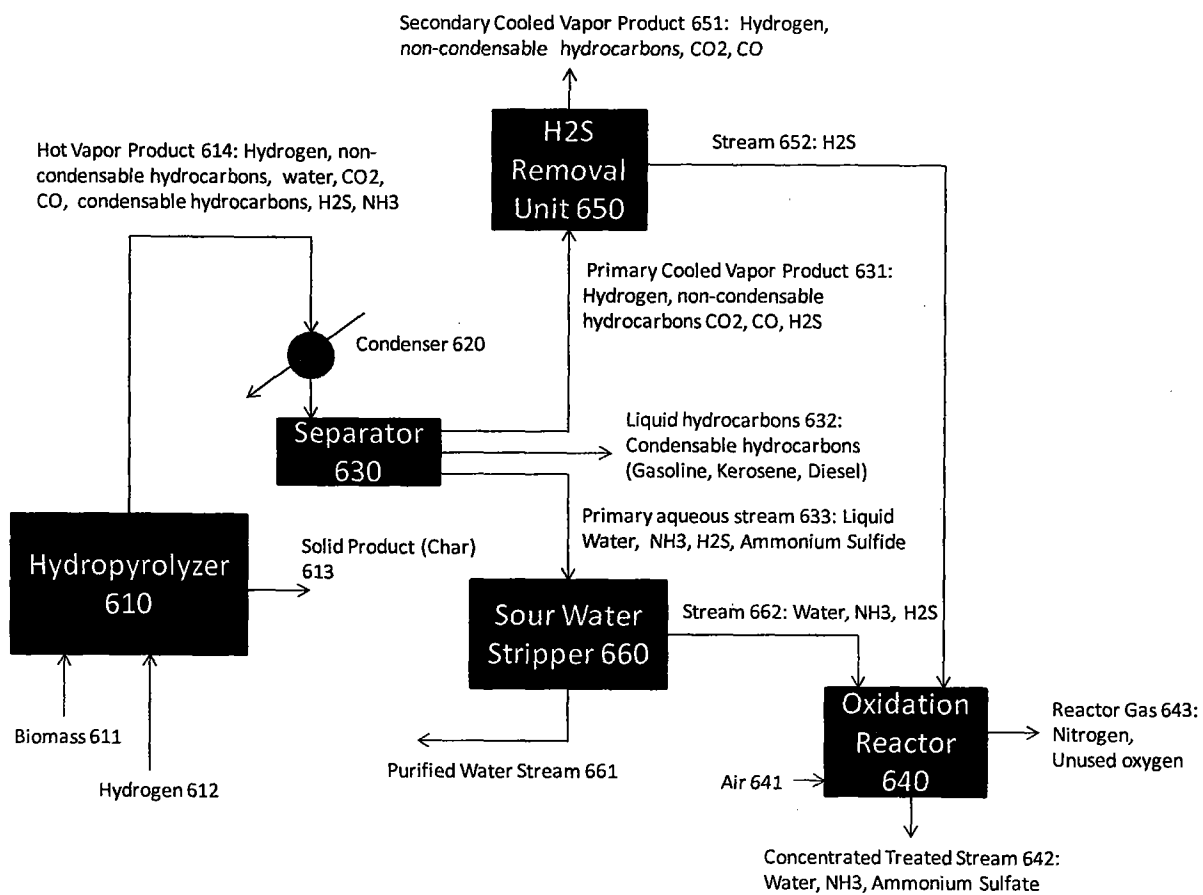 Secondary Cooled Vapor Product 651: Hydrogen,
non-condensable hydrocarbons, CO2, CO
H2S
Removal
Unit 650
Stream 652: H2S
Hot Vapor Product 614: Hydrogen, non-
condensable hydrocarbons, water, CO2,
CO, condensable hydrocarbons, H2S, NH3
Primary Cooled Vapor Product 631:
Hydrogen, non-condensable
hydrocarbons CO2, CO, H2S
Condenser 620
Separator
630
Liquid hydrocarbons 632:
Condensable hydrocarbons
(Gasoline, Kerosene, Diesel)
Primary aqueous stream 633: Liquid
Water, NH3, H2S, Ammonium Sulfide
Hydropyrolyzer
610
Solid Product (Char)
613
Sour Water
Stripper 660
Stream 662: Water, NH3, H2S
Biomass 611
Hydrogen 612
Purified Water Stream 661
Oxidation
Reactor
640
Air 641
Reactor Gas 643:
Nitrogen,
Unused oxygen
Concentrated Treated Stream 642:
Water, NH3, Ammonium Sulfate